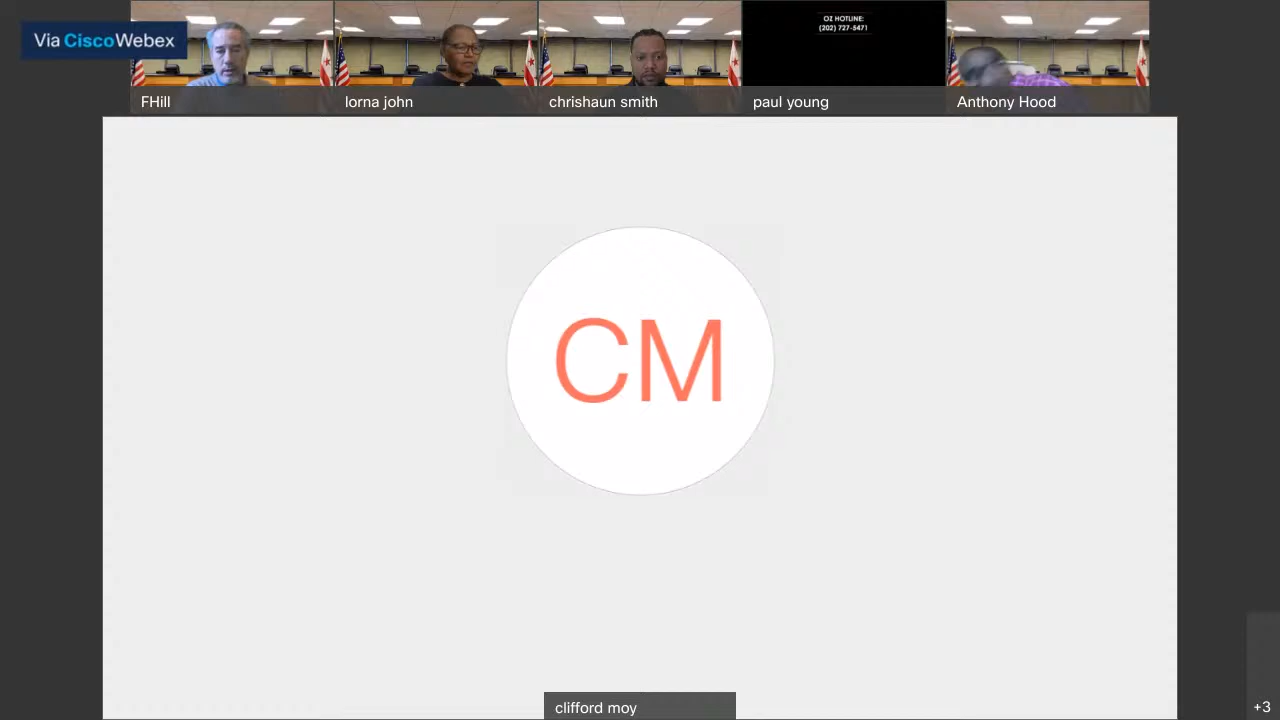 Via CiscoWebex
OZ HOTLINE:
(202) 727-5471
FHill
lorna john
chrishaun smith
paul young
Anthony Hood
CM
clifford moy
+3